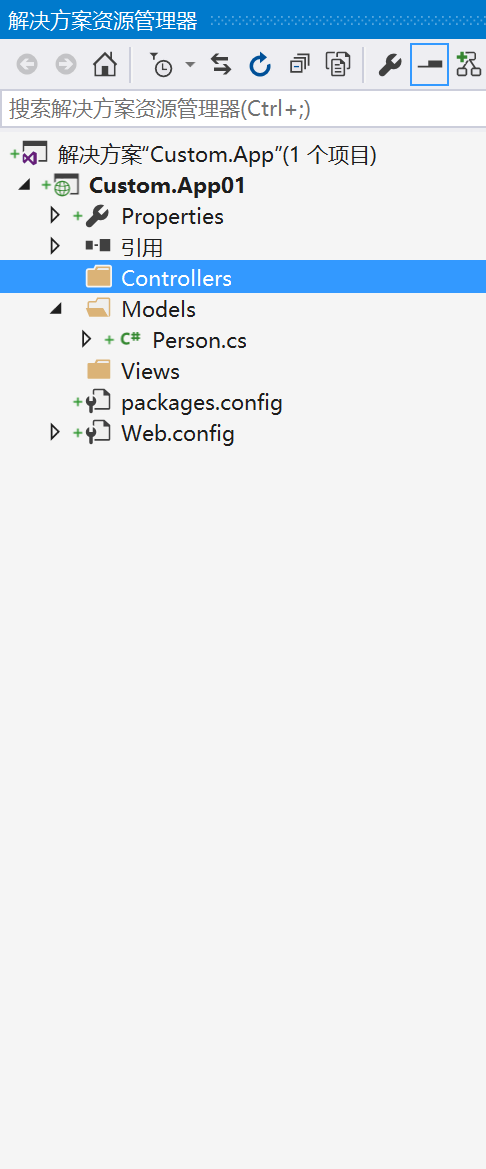 解决方案资源管理器
搜索解决方案资源管理器(Ctrl+;)
解决方案“Custom.App”(1 个项目)
Custom.App01
Properties
引用
Controllers
Models
C# Person.cs
Views
packages.config
Web.config